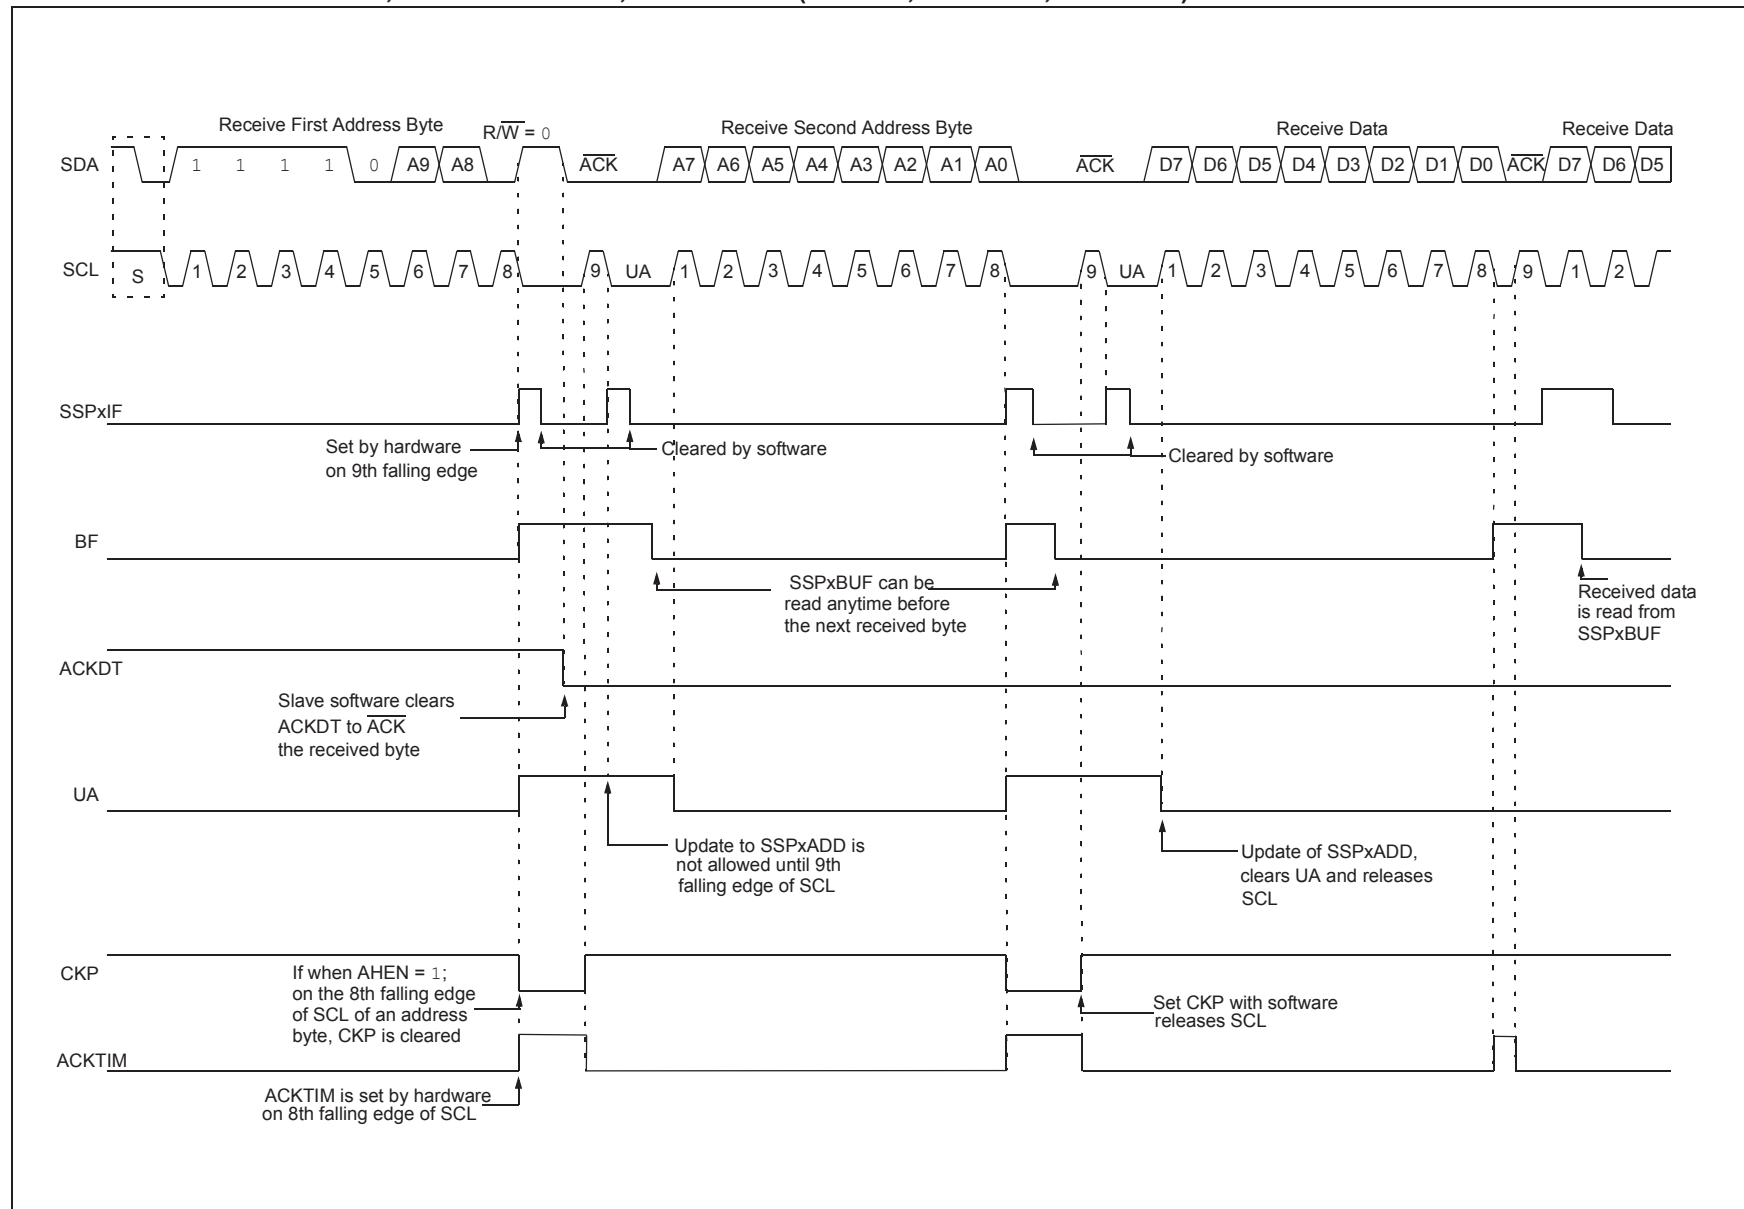 Receive First Address Byte
R/W = 0
Receive Second Address Byte
Receive Data
Receive Data
SDA
1 1 1 1 0 A9 A8 ACK A7 A6 A5 A4 A3 A2 A1 A0 ACK D7 D6 D5 D4 D3 D2 D1 D0 ACK D7 D6 D5
SCL
S 1 2 3 4 5 6 7 8 9 UA 1 2 3 4 5 6 7 8 9 UA 1 2 3 4 5 6 7 8 9 1 2
SSPxIF
Set by hardware
on 9th falling edge
Cleared by software
Cleared by software
BF
SSPxBUF can be
read anytime before
the next received byte
Received data
is read from
SSPxBUF
ACKDT
Slave software clears
ACKDT to ACK
the received byte
UA
Update to SSPxADD is
not allowed until 9th
falling edge of SCL
Update of SSPxADD,
clears UA and releases
SCL
CKP
If when AHEN = 1;
on the 8th falling edge
of SCL of an address
byte, CKP is cleared
Set CKP with software
releases SCL
ACKTIM
ACKTIM is set by hardware
on 8th falling edge of SCL